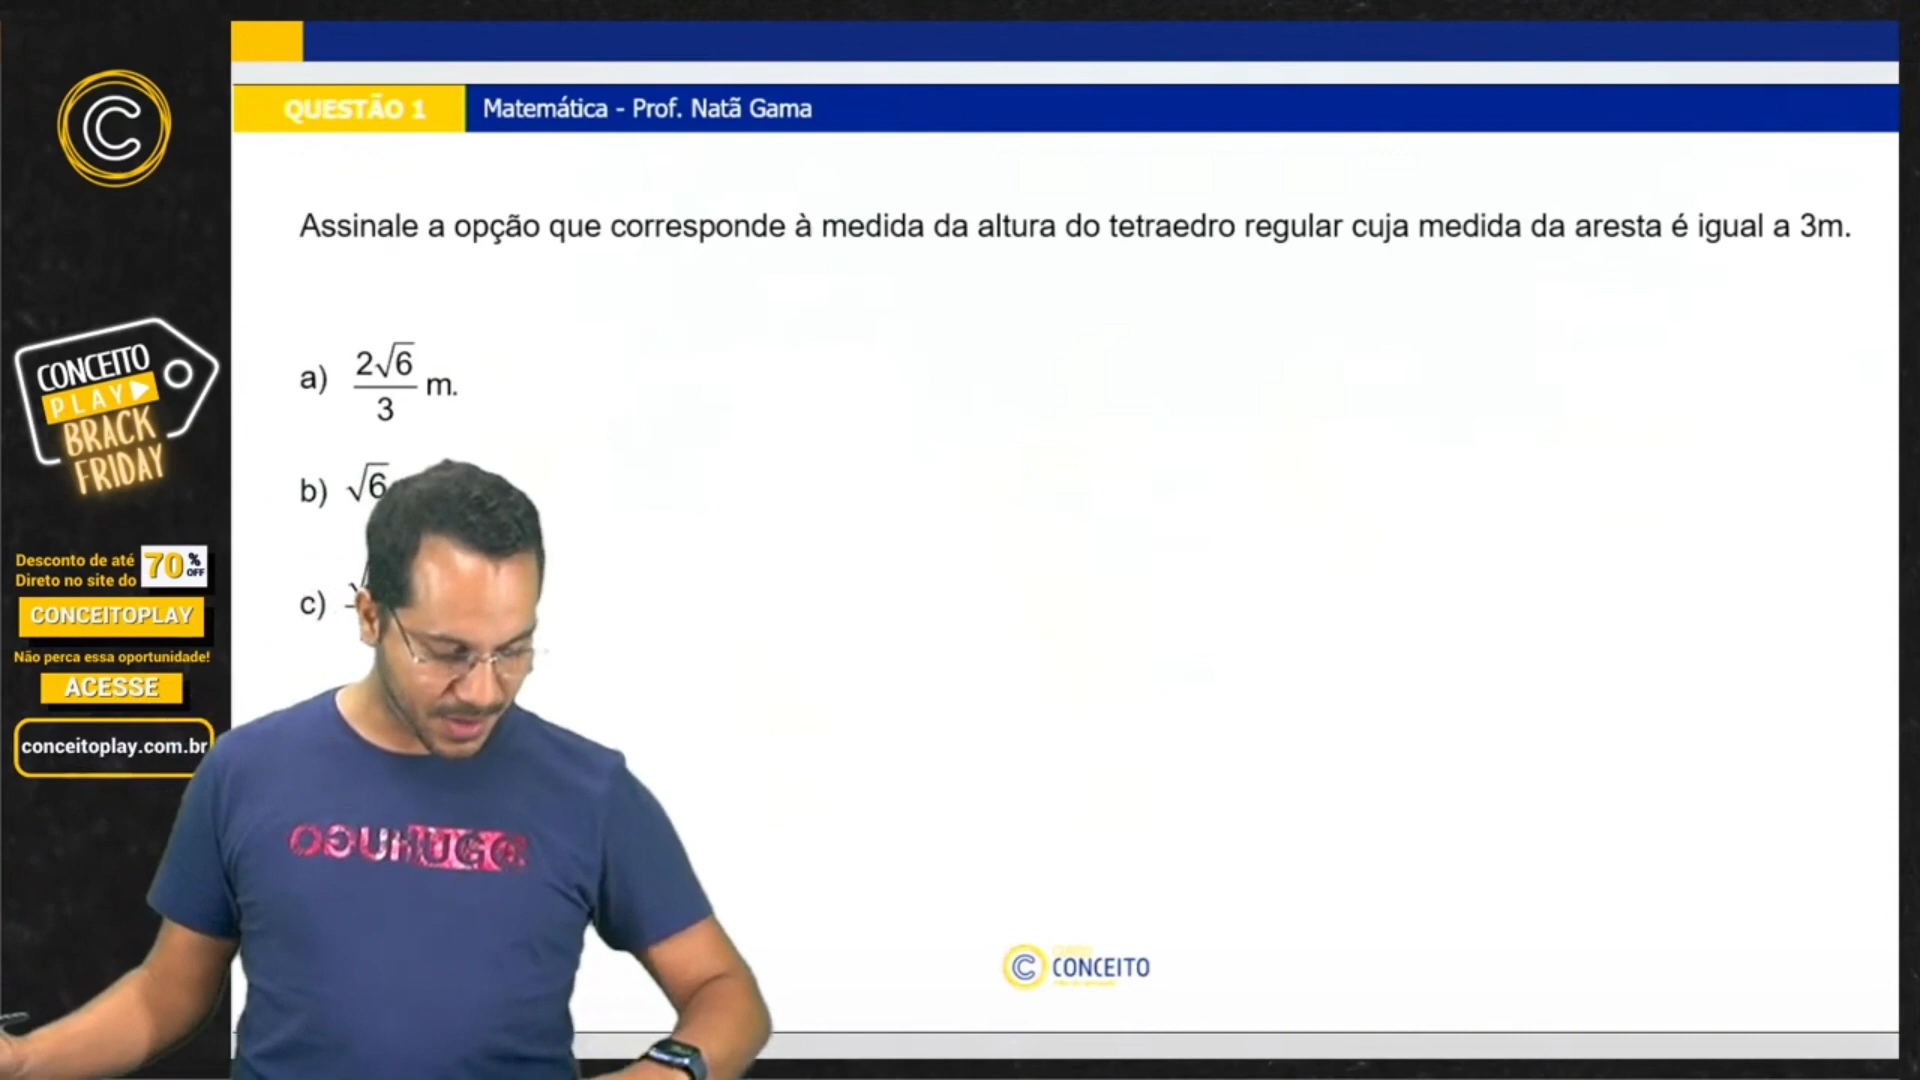 QUESTÃO 1
Matemática - Prof. Natã Gama
Assinale a opção que corresponde à medida da altura do tetraedro regular cuja medida da aresta é igual a 3m.
a) 2√6/3 m.
b) √6
c)
CONCEITO
PLAY
BRACK
FRIDAY
Desconto de até 70% OFF
Direto no site do
CONCEITOPLAY
Não perca essa oportunidade!
ACESSE
conceitoplay.com.br
CONCEITO